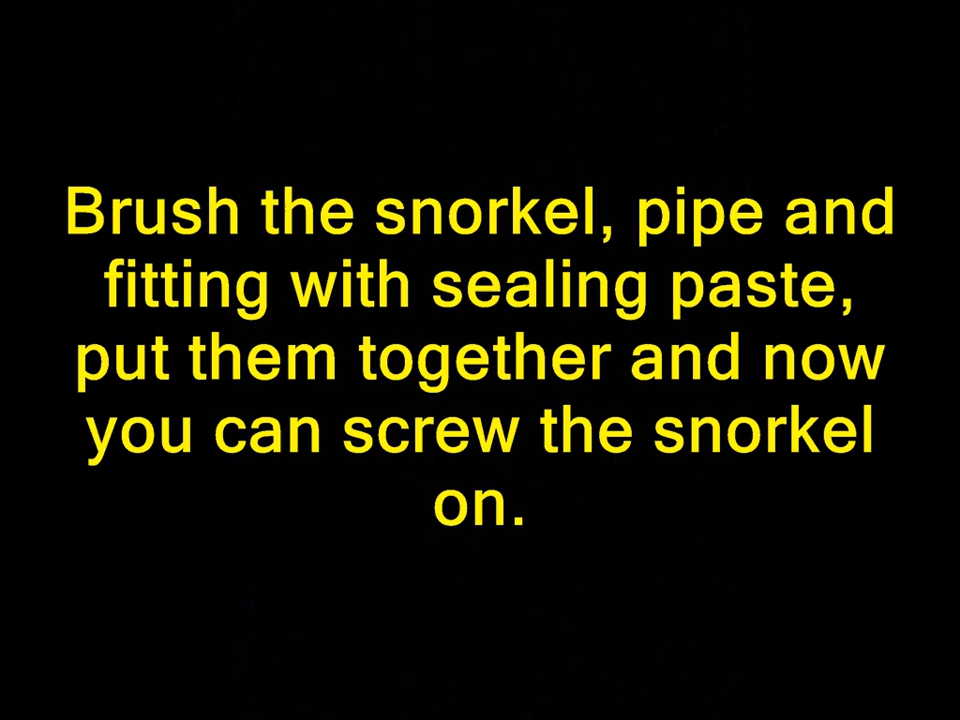 Brush the snorkel, pipe and
fitting with sealing paste,
put them together and now
you can screw the snorkel
on.